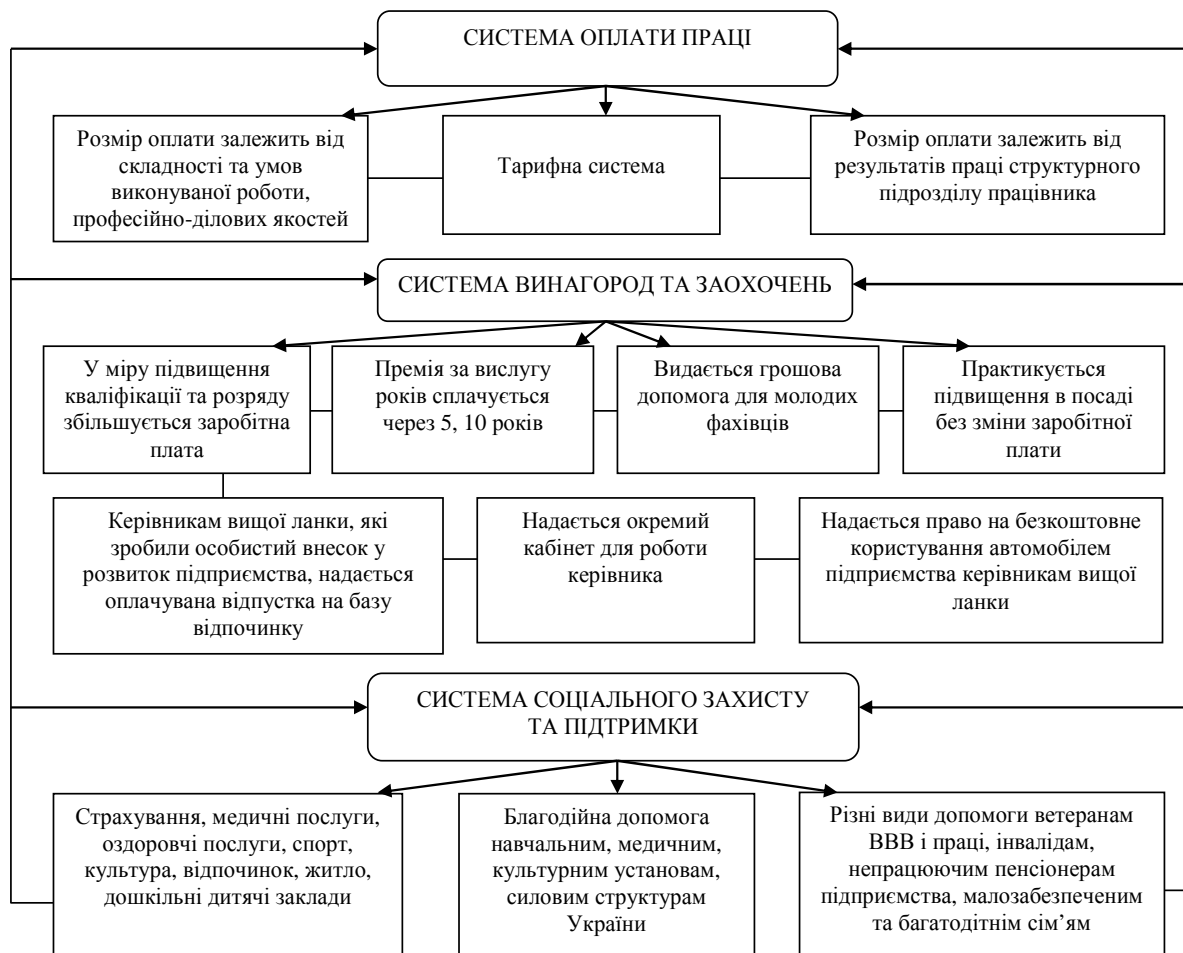 СИСТЕМА ОПЛАТИ ПРАЦІ
Розмір оплати залежить від
складності та умов
виконуваної роботи,
професійно-ділових якостей
Тарифна система
Розмір оплати залежить від
результатів праці структурного
підрозділу працівника
СИСТЕМА ВИНАГОРОД ТА ЗАОХОЧЕНЬ
У міру підвищення
кваліфікації та розряду
збільшується заробітна
плата
Премія за вислугу
років сплачується
через 5, 10 років
Видається грошова
допомога для молодих
фахівців
Практикується
підвищення в посаді
без зміни заробітної
плати
Керівникам вищої ланки, які
зробили особистий внесок у
розвиток підприємства, надається
оплачувана відпустка на базу
відпочинку
Надається окремий
кабінет для роботи
керівника
Надається право на безкоштовне
користування автомобілем
підприємства керівникам вищої
ланки
СИСТЕМА СОЦІАЛЬНОГО ЗАХИСТУ
ТА ПІДТРИМКИ
Страхування, медичні послуги,
оздоровчі послуги, спорт,
культура, відпочинок, житло,
дошкільні дитячі заклади
Благодійна допомога
навчальним, медичним,
культурним установам,
силовим структурам
України
Різні види допомоги ветеранам
ВВВ і праці, інвалідам,
непрацюючим пенсіонерам
підприємства, малозабезпеченим
та багатодітнім сім’ям